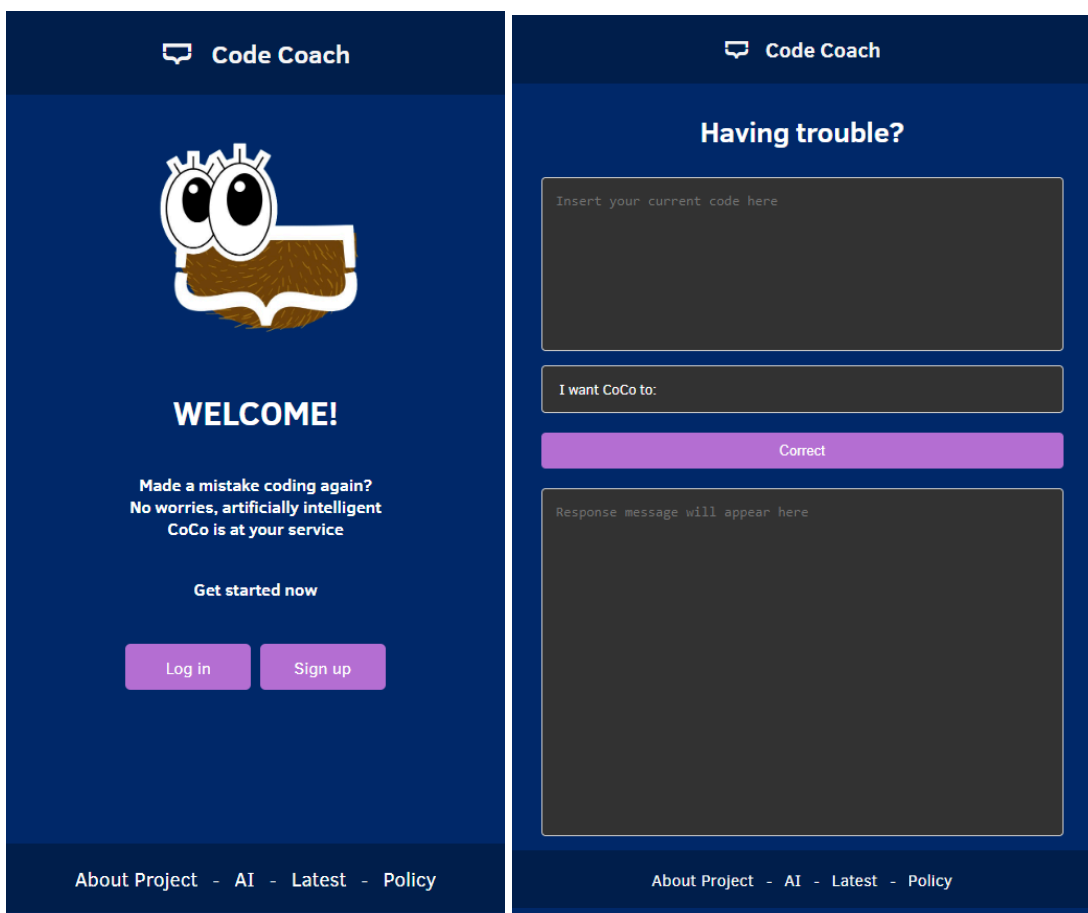 Code Coach
WELCOME!
Made a mistake coding again?
No worries, artificially intelligent
CoCo is at your service
Get started now
Log in
Sign up
About Project - AI - Latest - Policy
Code Coach
Having trouble?
Insert your current code here
I want CoCo to:
Correct
Response message will appear here
About Project - AI - Latest - Policy